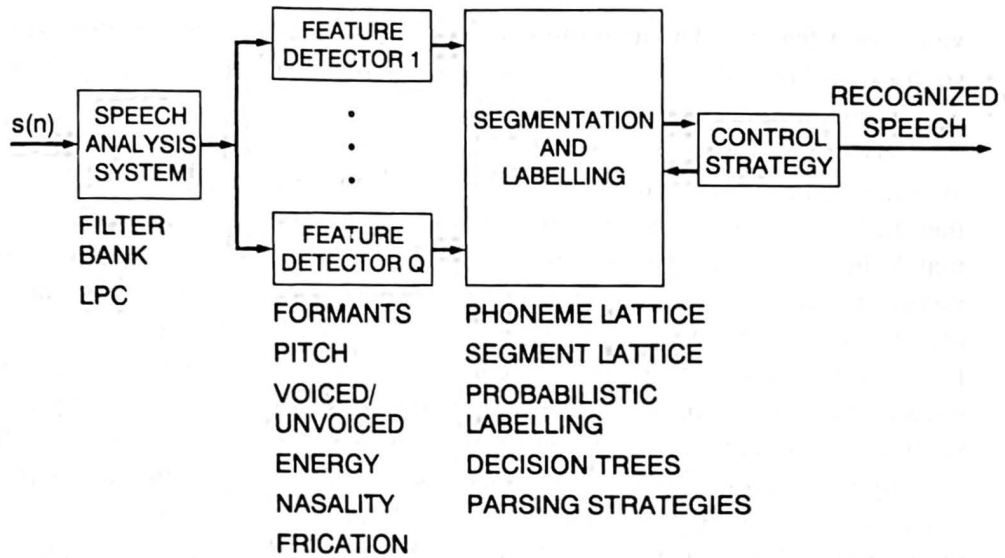 s(n)
SPEECH
ANALYSIS
SYSTEM
FILTER
BANK
LPC
FEATURE
DETECTOR 1
FEATURE
DETECTOR Q
FORMANTS
PITCH
VOICED/
UNVOICED
ENERGY
NASALITY
FRICATION
SEGMENTATION
AND
LABELLING
PHONEME LATTICE
SEGMENT LATTICE
PROBABILISTIC
LABELLING
DECISION TREES
PARSING STRATEGIES
CONTROL
STRATEGY
RECOGNIZED
SPEECH